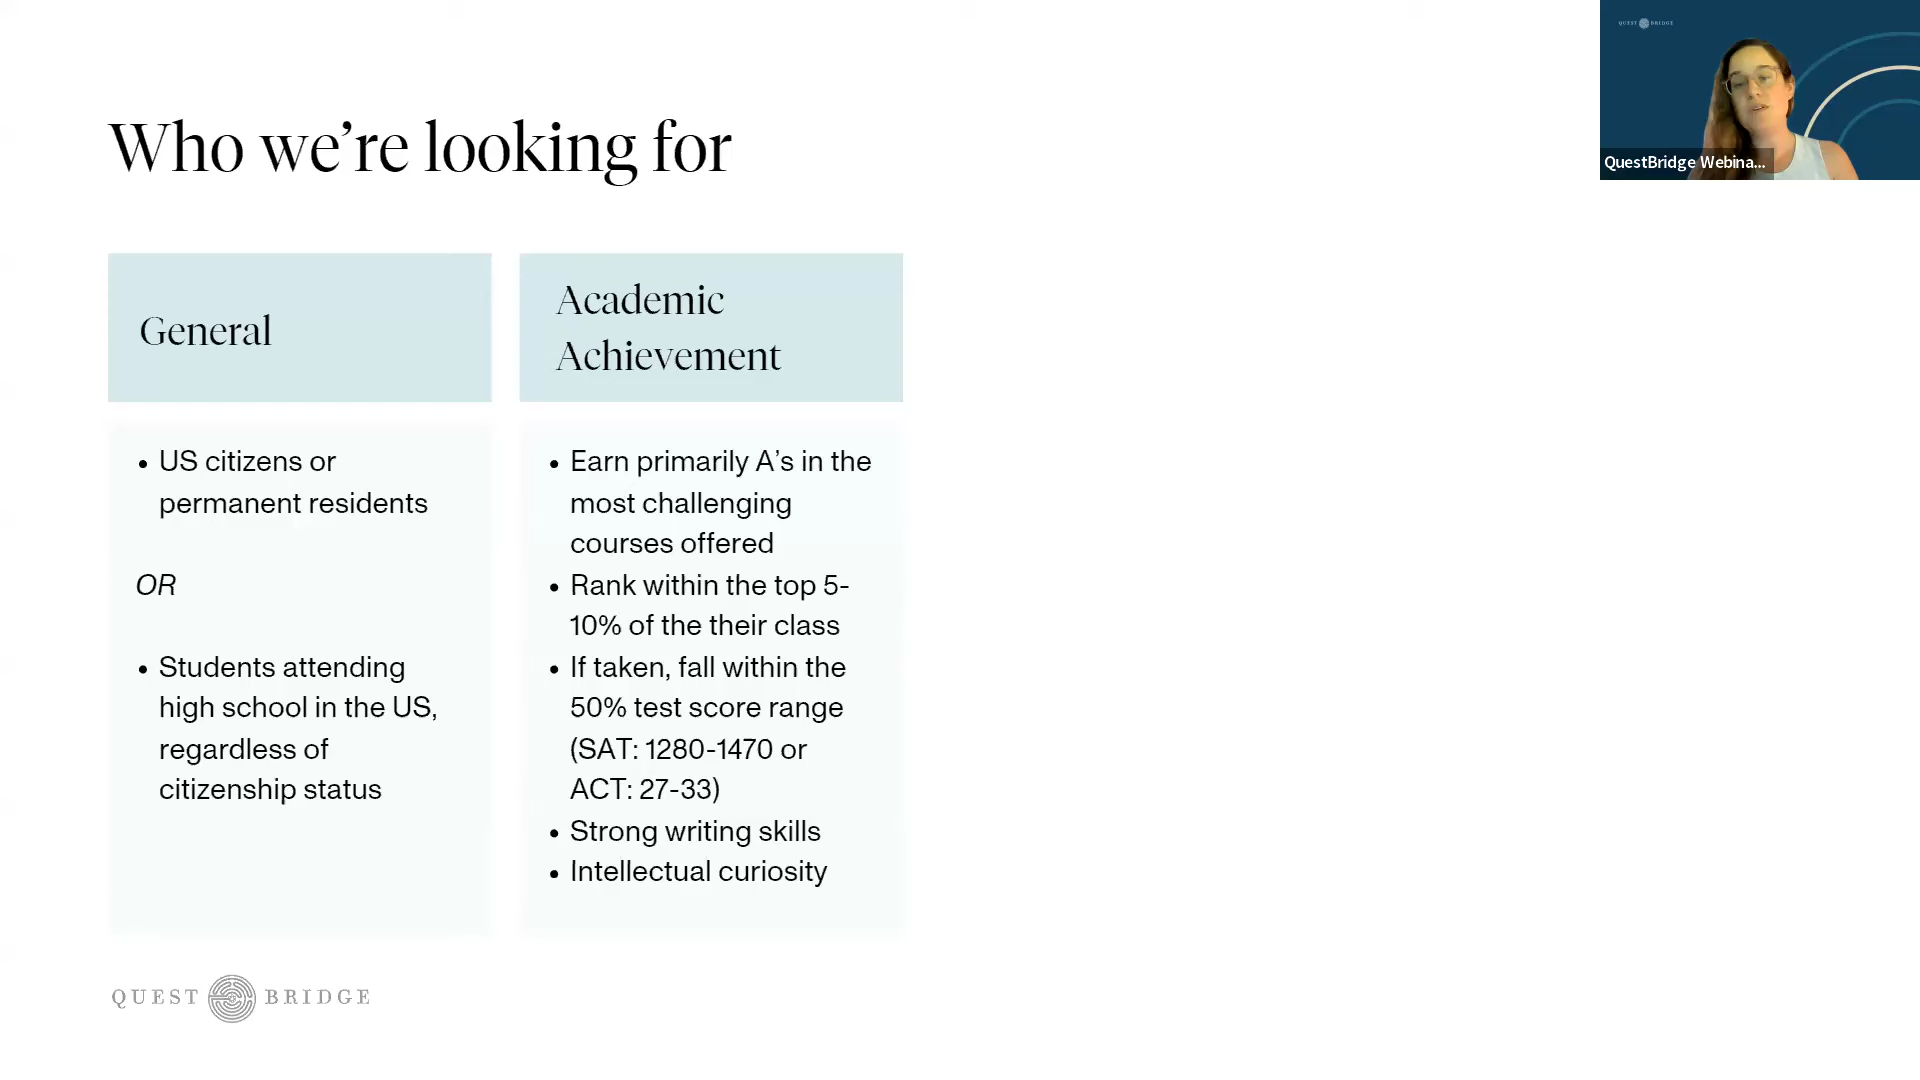 QUEST BRIDGE
QuestBridge Webina...
Who we’re looking for
General
US citizens or
permanent residents
OR
Students attending
high school in the US,
regardless of
citizenship status
Academic
Achievement
Earn primarily A’s in the
most challenging
courses offered
Rank within the top 5-
10% of the their class
If taken, fall within the
50% test score range
(SAT: 1280-1470 or
ACT: 27-33)
Strong writing skills
Intellectual curiosity
QUEST BRIDGE